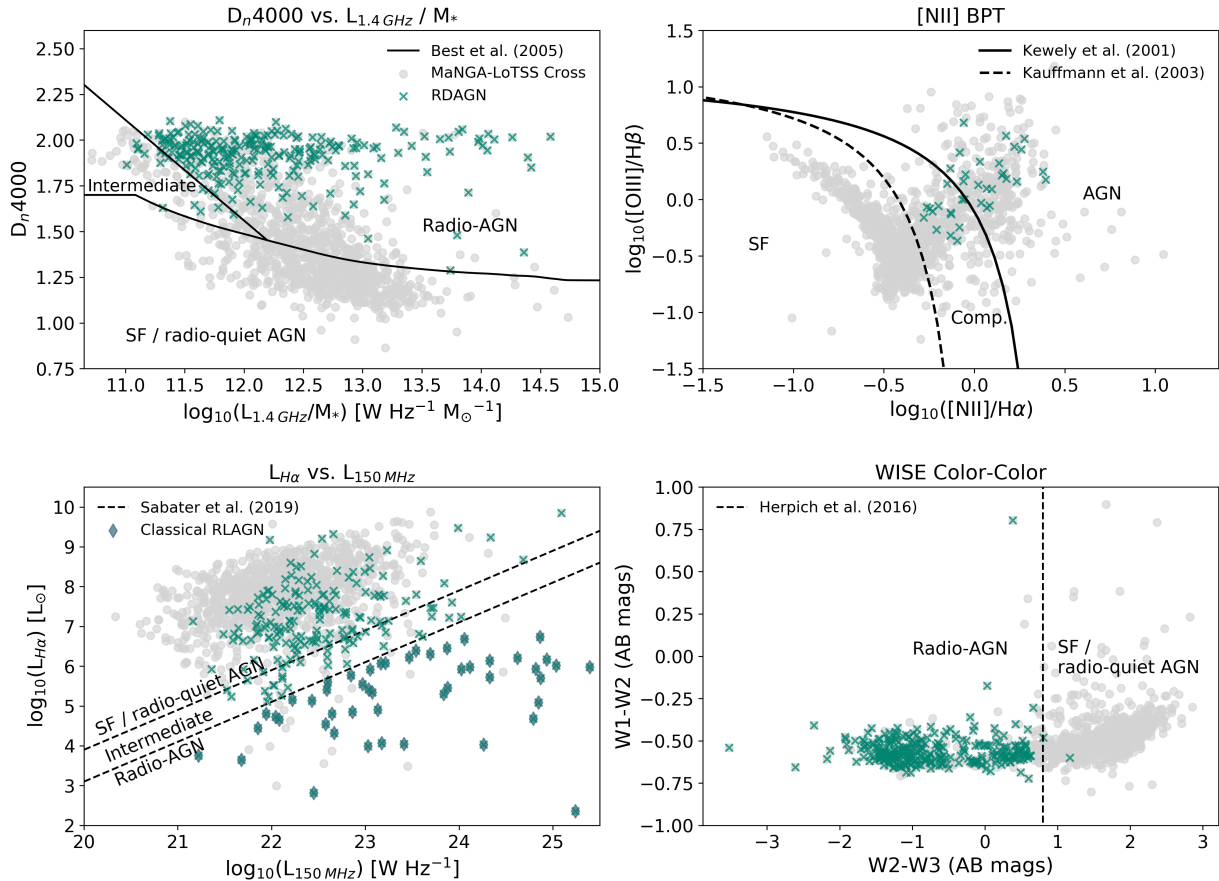 Dn4000 vs. L1.4 GHz / M*
2.50
2.25
2.00
1.75
1.50
1.25
1.00
0.75
Dn4000
Best et al. (2005)
MaNGA-LoTSS Cross
RDAGN
Intermediate
Radio-AGN
SF / radio-quiet AGN
11.0 11.5 12.0 12.5 13.0 13.5 14.0 14.5 15.0
log10(L1.4 GHz/M*) [W Hz−1 M⊙−1]
[NII] BPT
1.5
1.0
0.5
0.0
−0.5
−1.0
−1.5
log10([OIII]/Hβ)
Kewely et al. (2001)
Kauffmann et al. (2003)
SF
AGN
Comp.
−1.5 −1.0 −0.5 0.0 0.5 1.0
log10([NII]/Hα)
LHα vs. L150 MHz
10
9
8
7
6
5
4
3
2
log10(LHα) [L⊙]
Sabater et al. (2019)
Classical RLAGN
SF / radio-quiet AGN
Intermediate
Radio-AGN
20 21 22 23 24 25
log10(L150 MHz) [W Hz−1]
WISE Color-Color
1.00
0.75
0.50
0.25
0.00
−0.25
−0.50
−0.75
−1.00
W1-W2 (AB mags)
Herpich et al. (2016)
Radio-AGN
SF /
radio-quiet AGN
−3 −2 −1 0 1 2 3
W2-W3 (AB mags)